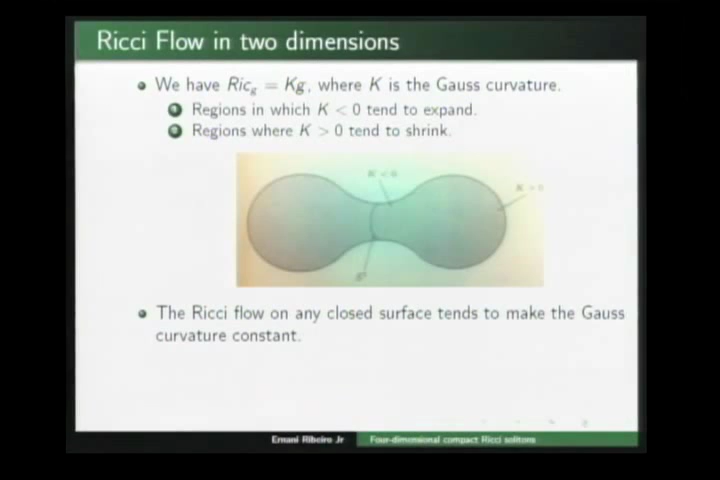 Ricci Flow in two dimensions
We have Ric_g = Kg, where K is the Gauss curvature.
1 Regions in which K < 0 tend to expand.
2 Regions where K > 0 tend to shrink.
K < 0
K > 0
The Ricci flow on any closed surface tends to make the Gauss
curvature constant.
Ernani Ribeiro Jr
Four-dimensional compact Ricci solitons